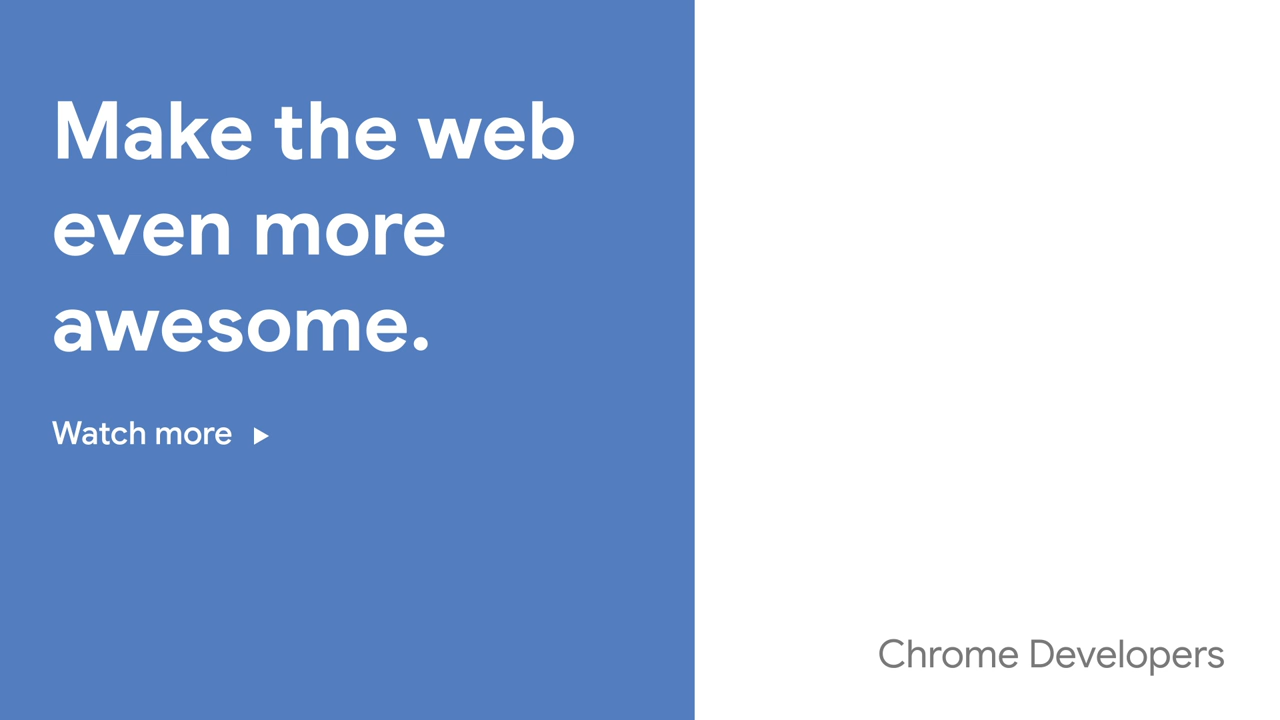 Make the web
even more
awesome.
Watch more
Chrome Developers